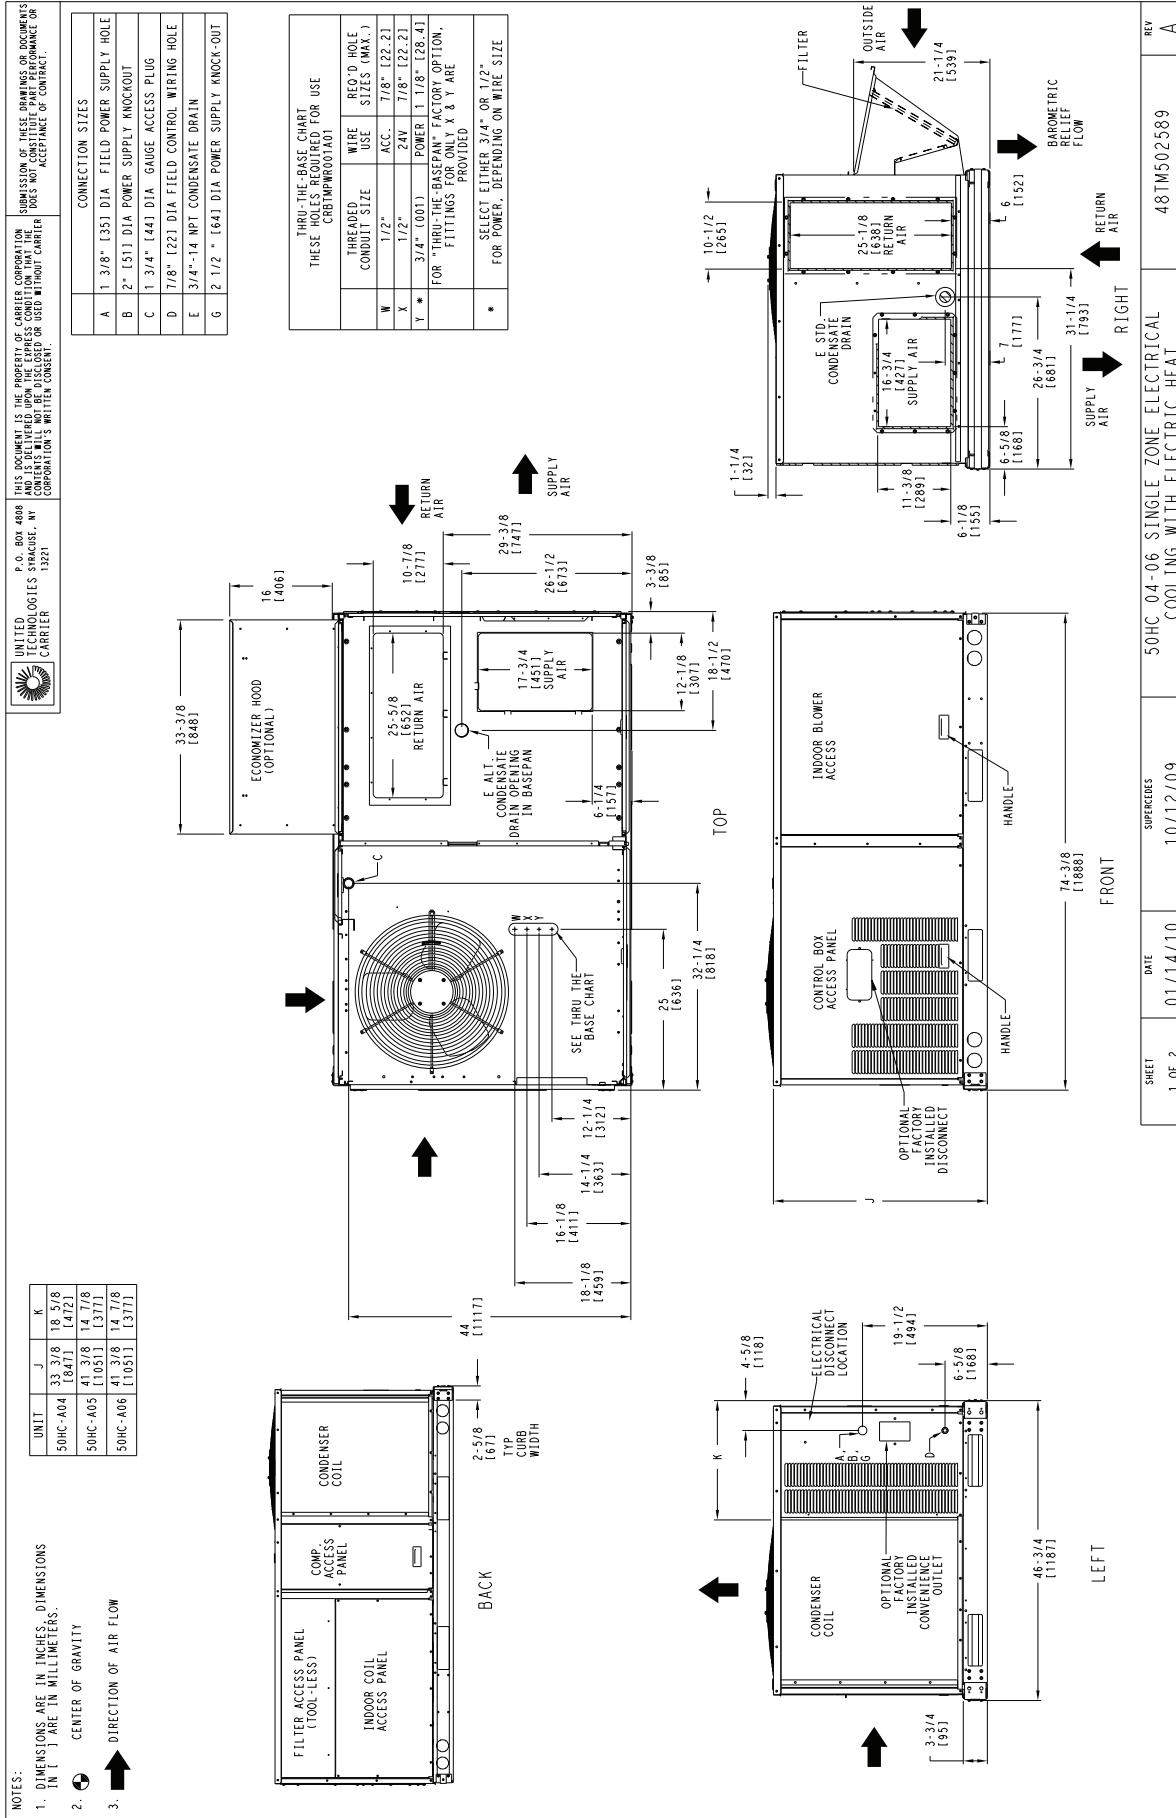 NOTES:
1. DIMENSIONS ARE IN INCHES, DIMENSIONS
IN [ ] ARE IN MILLIMETERS.
2. CENTER OF GRAVITY
3. DIRECTION OF AIR FLOW
UNIT J K
50HC-A04 33 3/8 [847] 18 5/8 [472]
50HC-A05 41 3/8 [1051] 14 7/8 [377]
50HC-A06 41 3/8 [1051] 14 7/8 [377]
UNITED
TECHNOLOGIES
CARRIER
P.O. BOX 4808
SYRACUSE, NY
13221
THIS DOCUMENT IS THE PROPERTY OF CARRIER CORPORATION
AND IS DELIVERED UPON THE EXPRESS CONDITION THAT THE
CONTENTS WILL NOT BE DISCLOSED OR USED WITHOUT CARRIER
CORPORATION'S WRITTEN CONSENT.
SUBMISSION OF THESE DRAWINGS OR DOCUMENTS
DOES NOT CONSTITUTE PART PERFORMANCE OR
ACCEPTANCE OF CONTRACT.
CONNECTION SIZES
A 1 3/8" [35] DIA FIELD POWER SUPPLY HOLE
B 2" [51] DIA POWER SUPPLY KNOCKOUT
C 1 3/4" [44] DIA GAUGE ACCESS PLUG
D 7/8" [22] DIA FIELD CONTROL WIRING HOLE
E 3/4"-14 NPT CONDENSATE DRAIN
G 2 1/2 " [64] DIA POWER SUPPLY KNOCK-OUT
THRU-THE-BASE CHART
THESE HOLES REQUIRED FOR USE
CRBTMPWR001A01
THREADED CONDUIT SIZE WIRE USE REQ'D HOLE SIZES (MAX.)
W 1/2" ACC. 7/8" [22.2]
X 1/2" 24V 7/8" [22.2]
Y * 3/4" (001) POWER 1 1/8" [28.4]
FOR "THRU-THE-BASEPAN" FACTORY OPTION,
FITTINGS FOR ONLY X & Y ARE
PROVIDED
* SELECT EITHER 3/4" OR 1/2"
FOR POWER, DEPENDING ON WIRE SIZE
FILTER ACCESS PANEL
(TOOL-LESS)
INDOOR COIL
ACCESS PANEL
COMP.
ACCESS
PANEL
CONDENSER
COIL
2-5/8
[67]
TYP
CURB
WIDTH
BACK
33-3/8
[848]
16
[406]
ECONOMIZER HOOD
(OPTIONAL)
C
25-5/8
[652]
RETURN AIR
10-7/8
[277]
RETURN
AIR
29-3/8
[747]
26-1/2
[673]
SUPPLY
AIR
3-3/8
[85]
17-3/4
[451]
SUPPLY
AIR
12-1/8
[307]
18-1/2
[470]
E ALT.
CONDENSATE
DRAIN OPENING
IN BASEPAN
6-1/4
[157]
W
X
Y
SEE THRU THE
BASE CHART
25
[636]
32-1/4
[818]
12-1/4
[312]
14-1/4
[363]
16-1/8
[411]
18-1/8
[459]
44
[1117]
TOP
CONDENSER
COIL
OPTIONAL
FACTORY
INSTALLED
CONVENIENCE
OUTLET
K
A,
B,
G
D
4-5/8
[118]
ELECTRICAL
DISCONNECT
LOCATION
19-1/2
[494]
6-5/8
[168]
3-3/4
[95]
46-3/4
[1187]
LEFT
J
OPTIONAL
FACTORY
INSTALLED
DISCONNECT
CONTROL BOX
ACCESS PANEL
INDOOR BLOWER
ACCESS
HANDLE
HANDLE
74-3/8
[1888]
FRONT
1-1/4
[32]
10-1/2
[265]
FILTER
OUTSIDE
AIR
21-1/4
[539]
E STD.
CONDENSATE
DRAIN
25-1/8
[638]
RETURN
AIR
16-3/4
[427]
SUPPLY AIR
11-3/8
[289]
6-1/8
[155]
6-5/8
[168]
7
[177]
6
[152]
26-3/4
[681]
31-1/4
[793]
BAROMETRIC
RELIEF
FLOW
SUPPLY
AIR
RETURN
AIR
RIGHT
SHEET
1 OF 2
DATE
01/14/10
SUPERCEDES
10/12/09
50HC 04-06 SINGLE ZONE ELECTRICAL
COOLING WITH ELECTRIC HEAT
48TM502589
REV
A